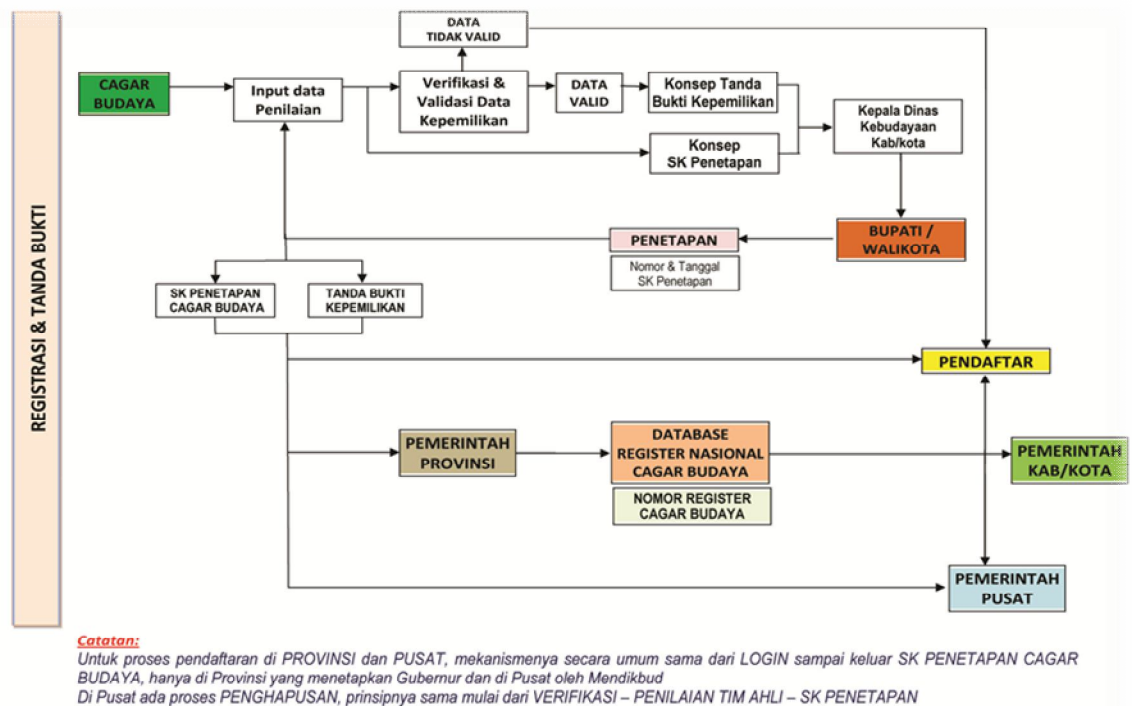 REGISTRASI & TANDA BUKTI
DATA
TIDAK VALID
CAGAR
BUDAYA
Input data
Penilaian
Verifikasi &
Validasi Data
Kepemilikan
DATA
VALID
Konsep Tanda
Bukti Kepemilikan
Konsep
SK Penetapan
Kepala Dinas
Kebudayaan
Kab/kota
BUPATI /
WALIKOTA
PENETAPAN
Nomor & Tanggal
SK Penetapan
SK PENETAPAN
CAGAR BUDAYA
TANDA BUKTI
KEPEMILIKAN
PENDAFTAR
PEMERINTAH
PROVINSI
DATABASE
REGISTER NASIONAL
CAGAR BUDAYA
NOMOR REGISTER
CAGAR BUDAYA
PEMERINTAH
KAB/KOTA
PEMERINTAH
PUSAT
Catatan:
Untuk proses pendaftaran di PROVINSI dan PUSAT, mekanismenya secara umum sama dari LOGIN sampai keluar SK PENETAPAN CAGAR
BUDAYA, hanya di Provinsi yang menetapkan Gubernur dan di Pusat oleh Mendikbud
Di Pusat ada proses PENGHAPUSAN, prinsipnya sama mulai dari VERIFIKASI – PENILAIAN TIM AHLI – SK PENETAPAN